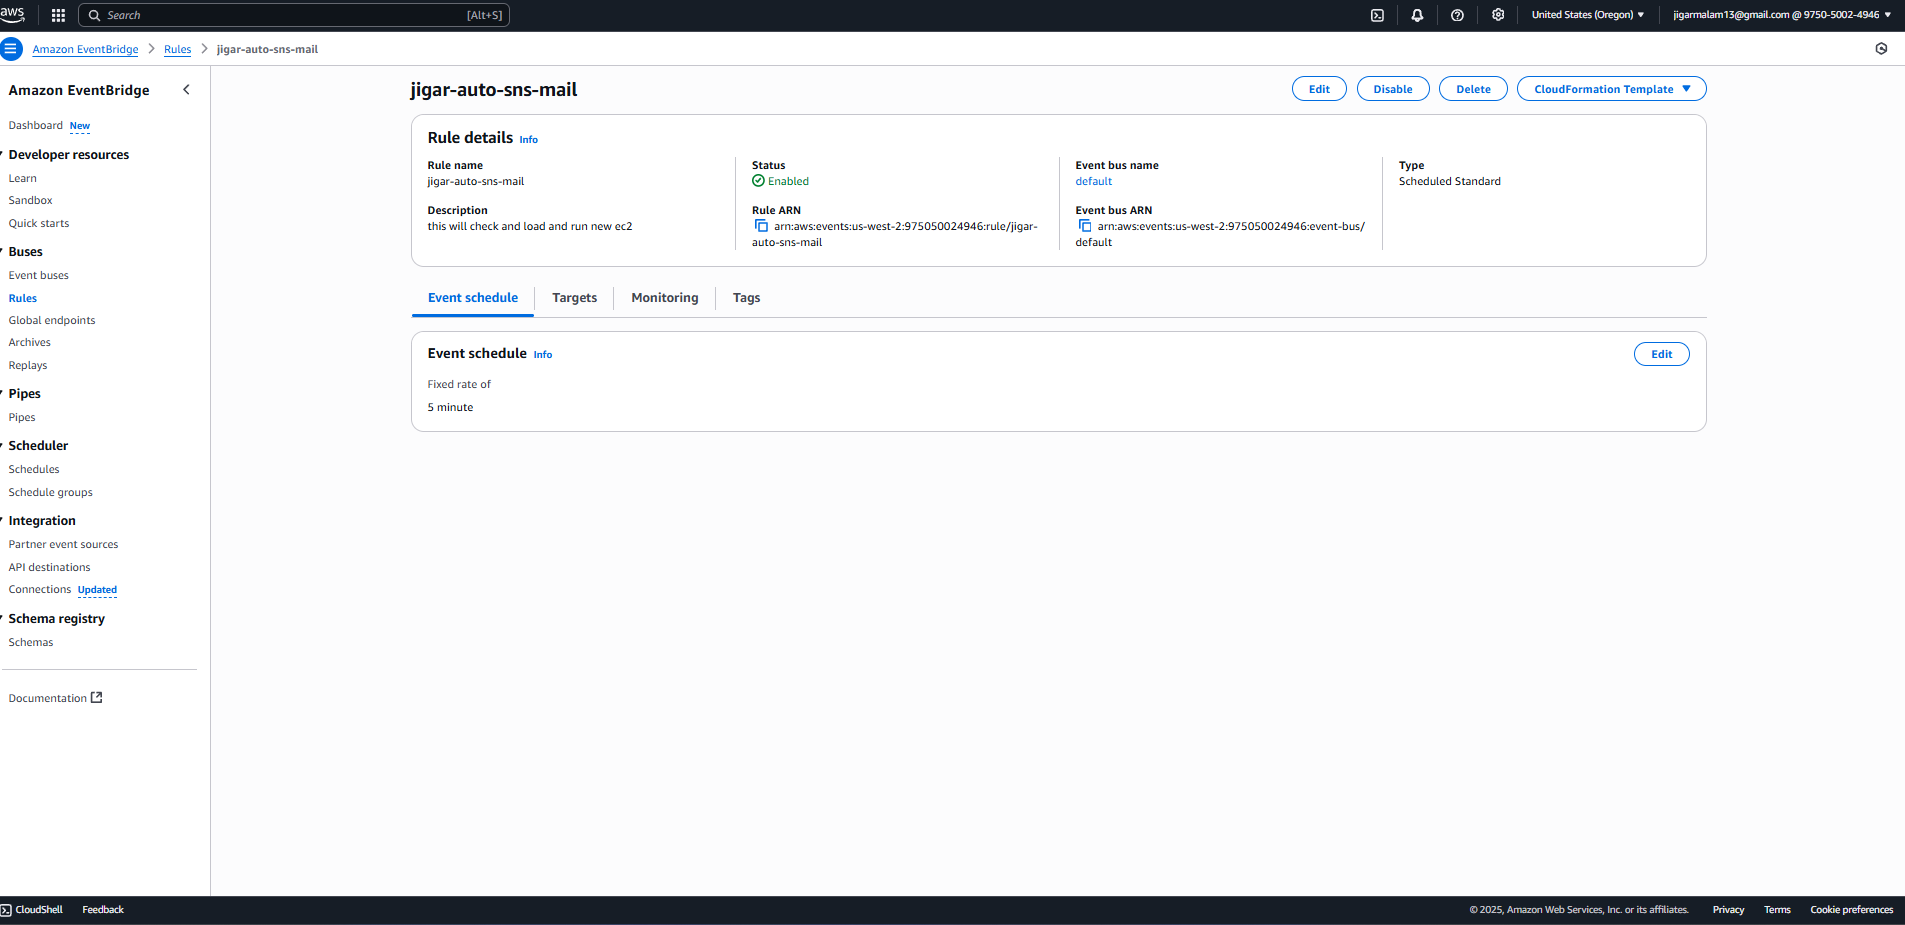 aws
Search
[Alt+S]
United States (Oregon)
jigarmalam13@gmail.com @ 9750-5002-4946
Amazon EventBridge
Rules
jigar-auto-sns-mail
Amazon EventBridge
Dashboard New
Developer resources
Learn
Sandbox
Quick starts
Buses
Event buses
Rules
Global endpoints
Archives
Replays
Pipes
Pipes
Scheduler
Schedules
Schedule groups
Integration
Partner event sources
API destinations
Connections Updated
Schema registry
Schemas
Documentation
jigar-auto-sns-mail
Edit
Disable
Delete
CloudFormation Template
Rule details Info
Rule name
jigar-auto-sns-mail
Description
this will check and load and run new ec2
Status
Enabled
Rule ARN
arn:aws:events:us-west-2:975050024946:rule/jigar-
auto-sns-mail
Event bus name
default
Event bus ARN
arn:aws:events:us-west-2:975050024946:event-bus/
default
Type
Scheduled Standard
Event schedule
Targets
Monitoring
Tags
Event schedule Info
Edit
Fixed rate of
5 minute
CloudShell
Feedback
© 2025, Amazon Web Services, Inc. or its affiliates.
Privacy
Terms
Cookie preferences